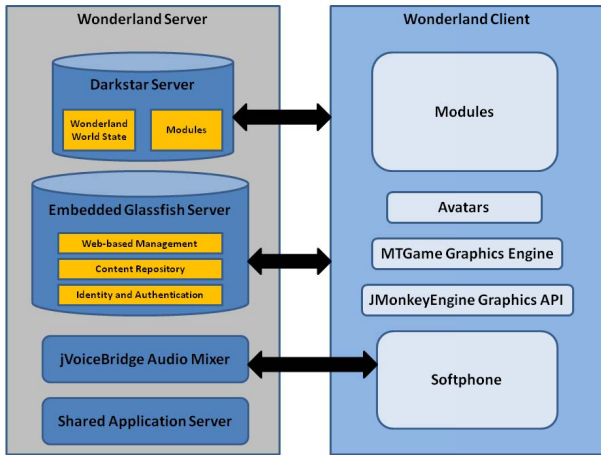 Wonderland Server
Darkstar Server
Wonderland
World State
Modules
Embedded Glassfish Server
Web-based Management
Content Repository
Identity and Authentication
jVoiceBridge Audio Mixer
Shared Application Server
Wonderland Client
Modules
Avatars
MTGame Graphics Engine
JMonkeyEngine Graphics API
Softphone